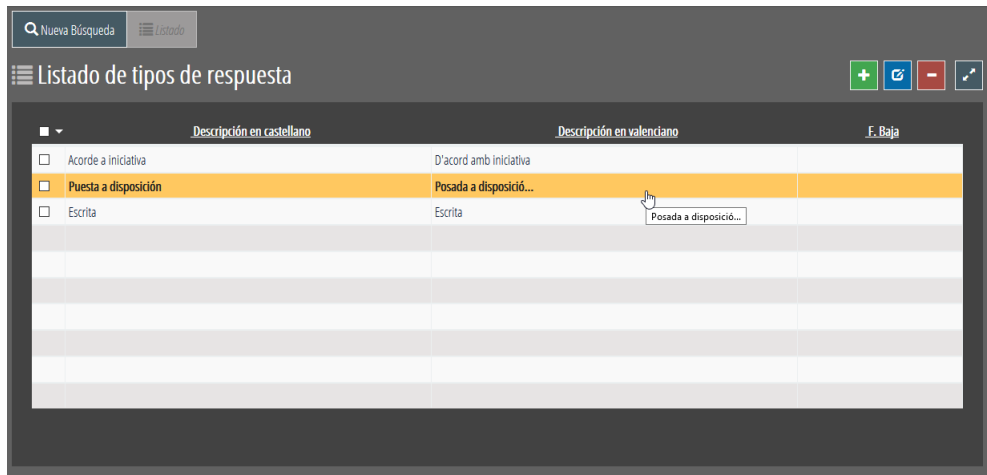 Nueva Búsqueda Listado
Listado de tipos de respuesta
Descripción en castellano Descripción en valenciano F. Baja
Acorde a iniciativa D'acord amb iniciativa
Puesta a disposición Posada a disposició...
Escrita Escrita
Posada a disposició...